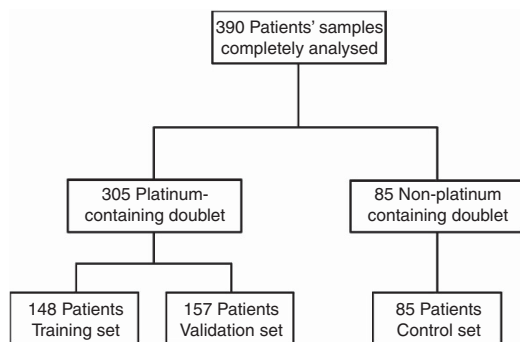 390 Patients’ samples
completely analysed
305 Platinum-
containing doublet
85 Non-platinum
containing doublet
148 Patients
Training set
157 Patients
Validation set
85 Patients
Control set